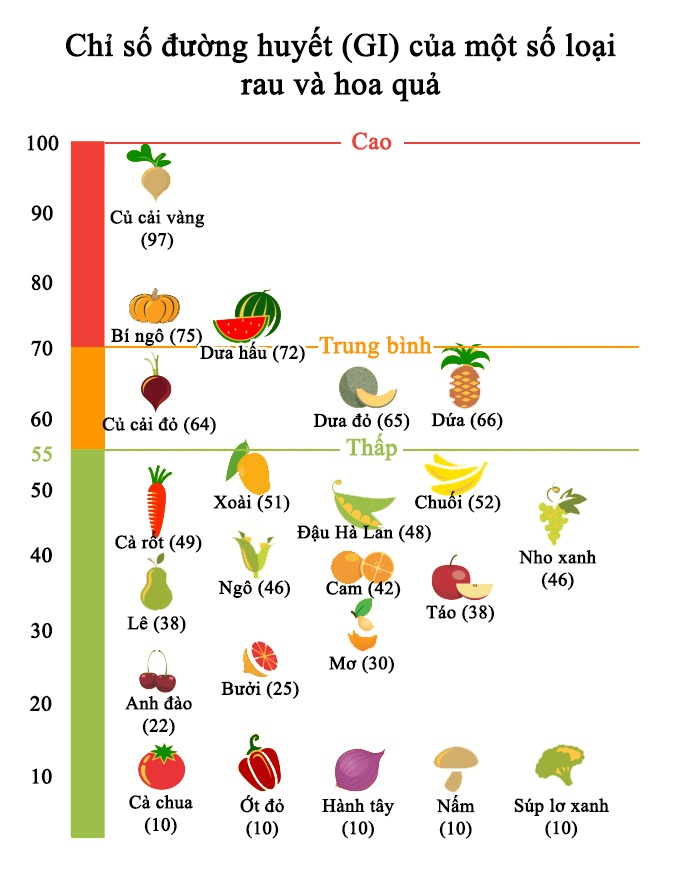 Chỉ số đường huyết (GI) của một số loại
rau và hoa quả
100
Cao
90
Củ cải vàng
(97)
80
Bí ngô (75)
Dưa hấu (72)
70
Trung bình
60
Củ cải đỏ (64)
Dưa đỏ (65)
Dứa (66)
55
Thấp
50
Xoài (51)
Chuối (52)
Cà rốt (49)
Đậu Hà Lan (48)
Nho xanh
(46)
40
Ngô (46)
Cam (42)
Táo (38)
Lê (38)
30
Mơ (30)
Bưởi (25)
20
Anh đào
(22)
10
Cà chua
(10)
Ớt đỏ
(10)
Hành tây
(10)
Nấm
(10)
Súp lơ xanh
(10)